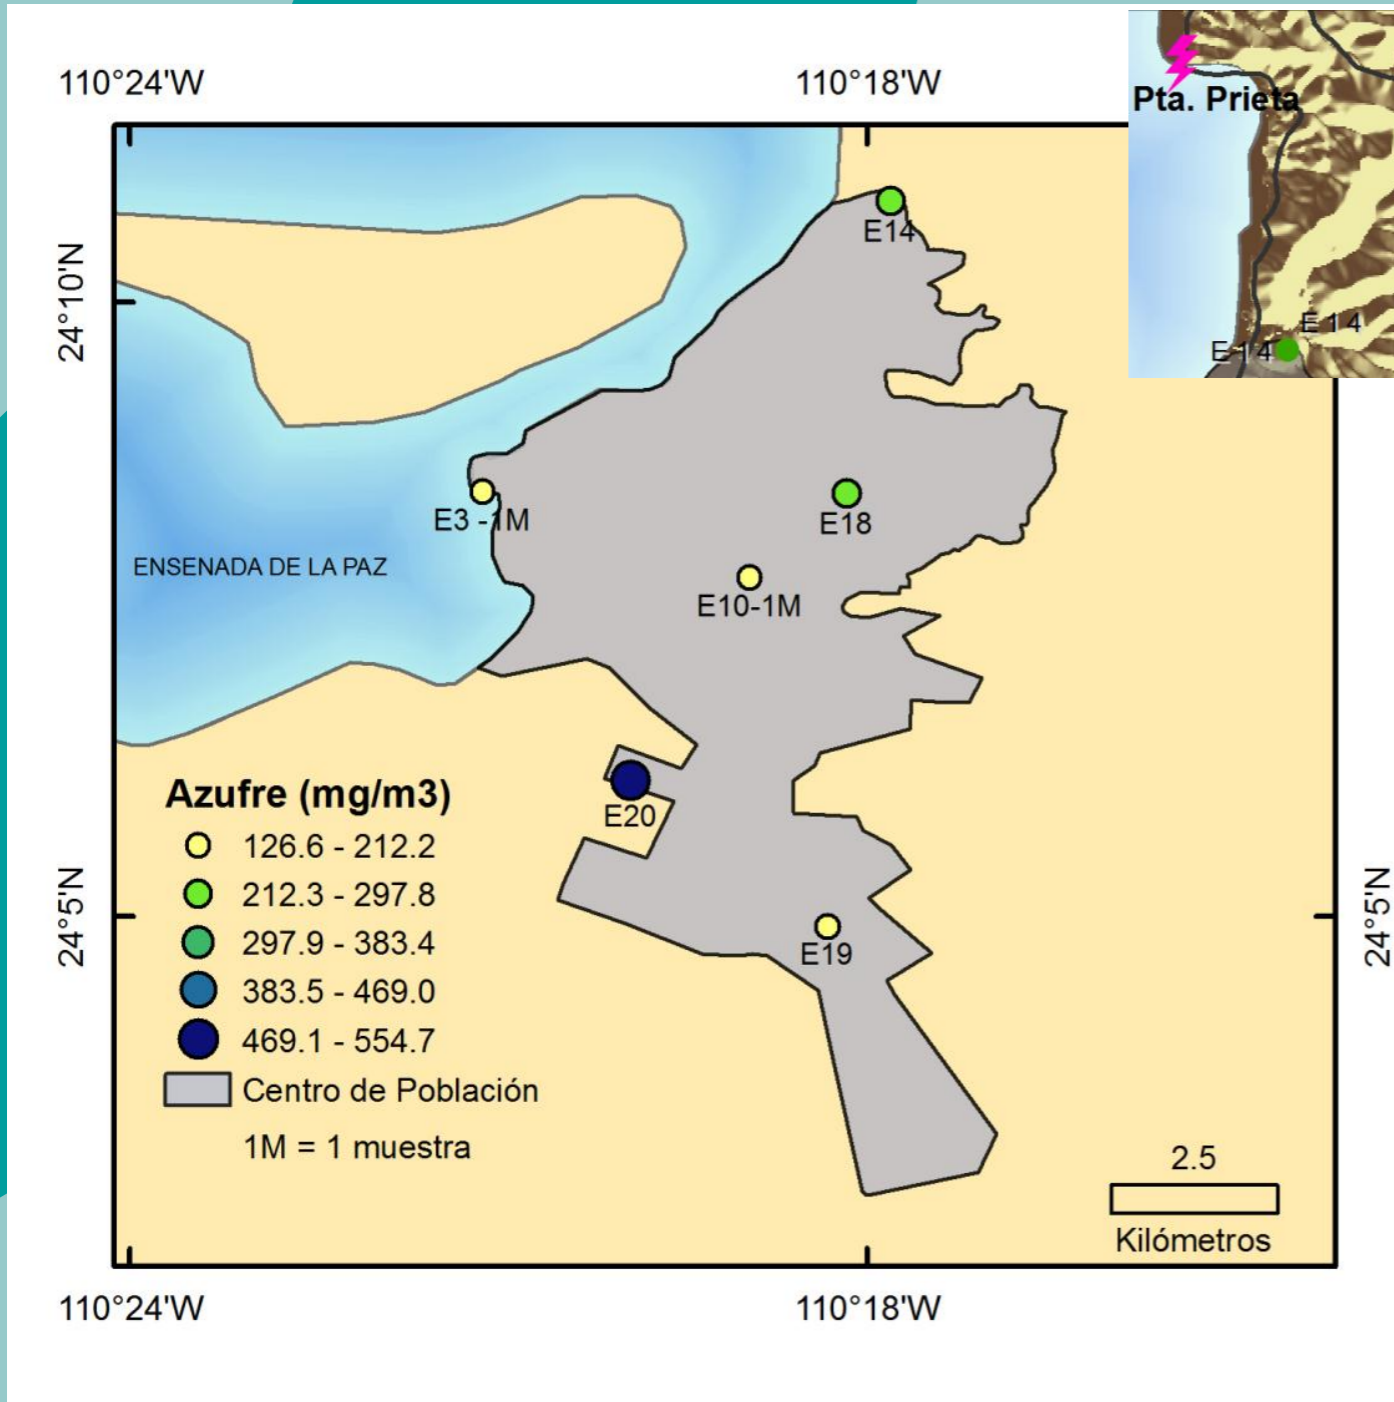 110°24'W
110°18'W
Pta. Prieta
E14
E14
E14
24°10'N
E3 -1M
E18
ENSENADA DE LA PAZ
E10-1M
Azufre (mg/m3)
126.6 - 212.2
212.3 - 297.8
297.9 - 383.4
383.5 - 469.0
469.1 - 554.7
Centro de Población
1M = 1 muestra
E20
24°5'N
24°5'N
E19
2.5
Kilómetros
110°24'W
110°18'W